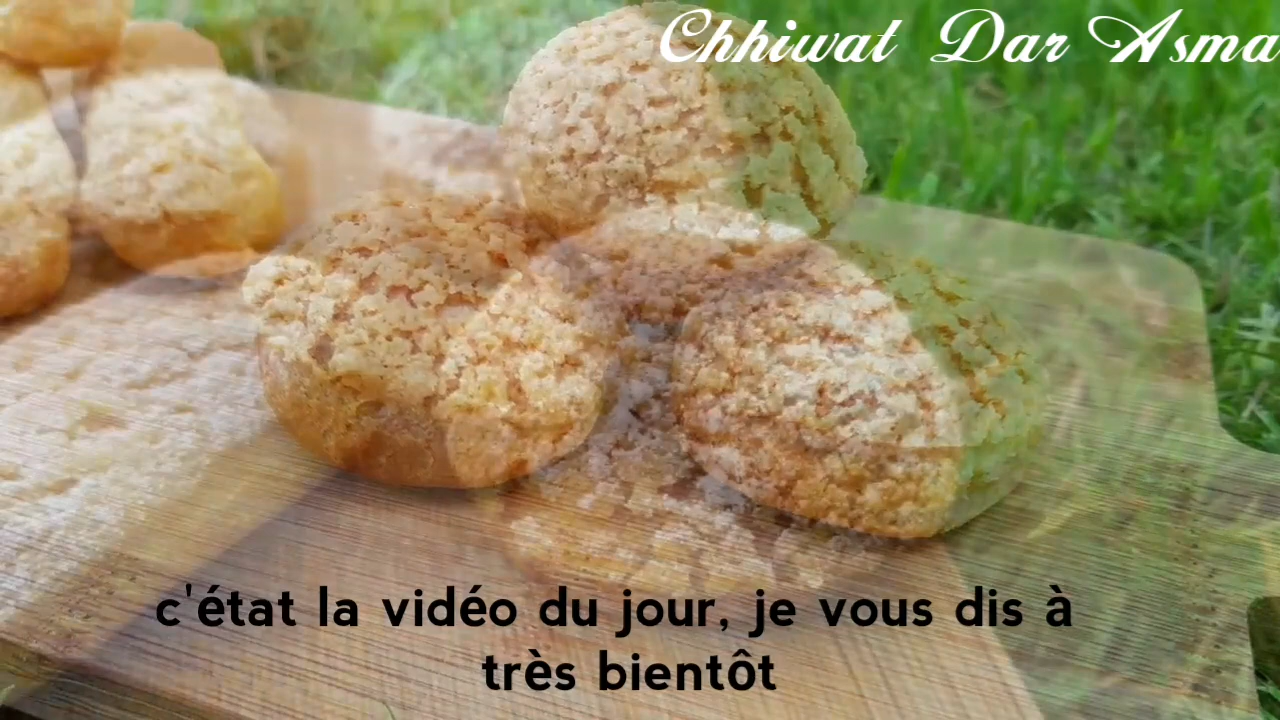 Chhiwat Dar Asma
c'état la vidéo du jour, je vous dis à
très bientôt